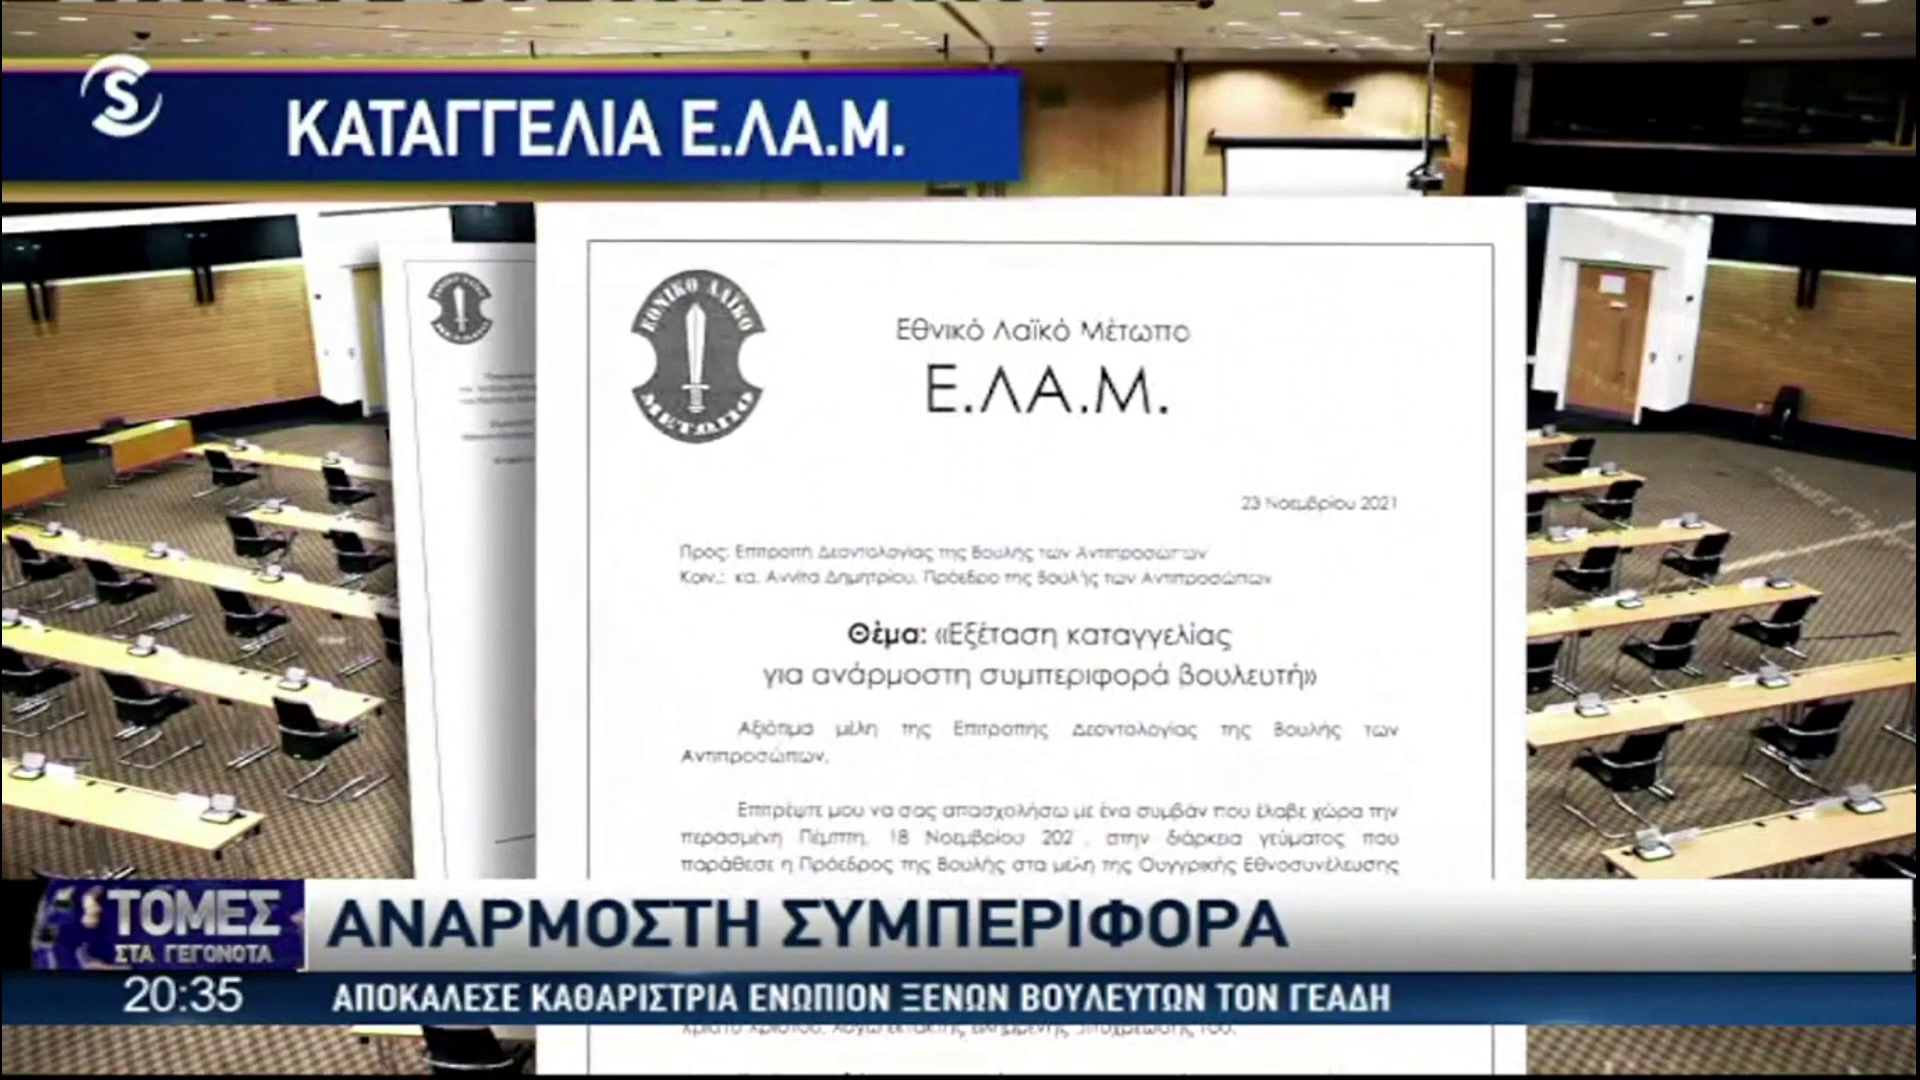 S
ΚΑΤΑΓΓΕΛΙΑ Ε.ΛΑ.Μ.
ΕΘΝΙΚΟ ΛΑΪΚΟ
ΜΕΤΩΠΟ
Εθνικό Λαϊκό Μέτωπο
Ε.ΛΑ.Μ.
23 Νοεμβρίου 2021
Προς: Επιτροπή Δεοντολογίας της Βουλής των Αντιπροσώπων
Κοιν.: κα. Αννίτα Δημητρίου, Πρόεδρο της Βουλής των Αντιπροσώπων
Θέμα: «Εξέταση καταγγελίας
για ανάρμοστη συμπεριφορά βουλευτή»
Αξιότιμα μέλη της Επιτροπής Δεοντολογίας της Βουλής των
Αντιπροσώπων,
Επιτρέψτε μου να σας απασχολήσω με ένα συμβάν που έλαβε χώρα την
περασμένη Πέμπτη, 18 Νοεμβρίου 202 , στην διάρκεια γεύματος που
παράθεσε η Πρόεδρος της Βουλής στα μέλη της Ουγγρικής Εθνοσυνέλευσης
ΤΟΜΕΣ
ΣΤΑ ΓΕΓΟΝΟΤΑ
ΑΝΑΡΜΟΣΤΗ ΣΥΜΠΕΡΙΦΟΡΑ
20:35
ΑΠΟΚΑΛΕΣΕ ΚΑΘΑΡΙΣΤΡΙΑ ΕΝΩΠΙΟΝ ΞΕΝΩΝ ΒΟΥΛΕΥΤΩΝ ΤΟΝ ΓΕΑΔΗ